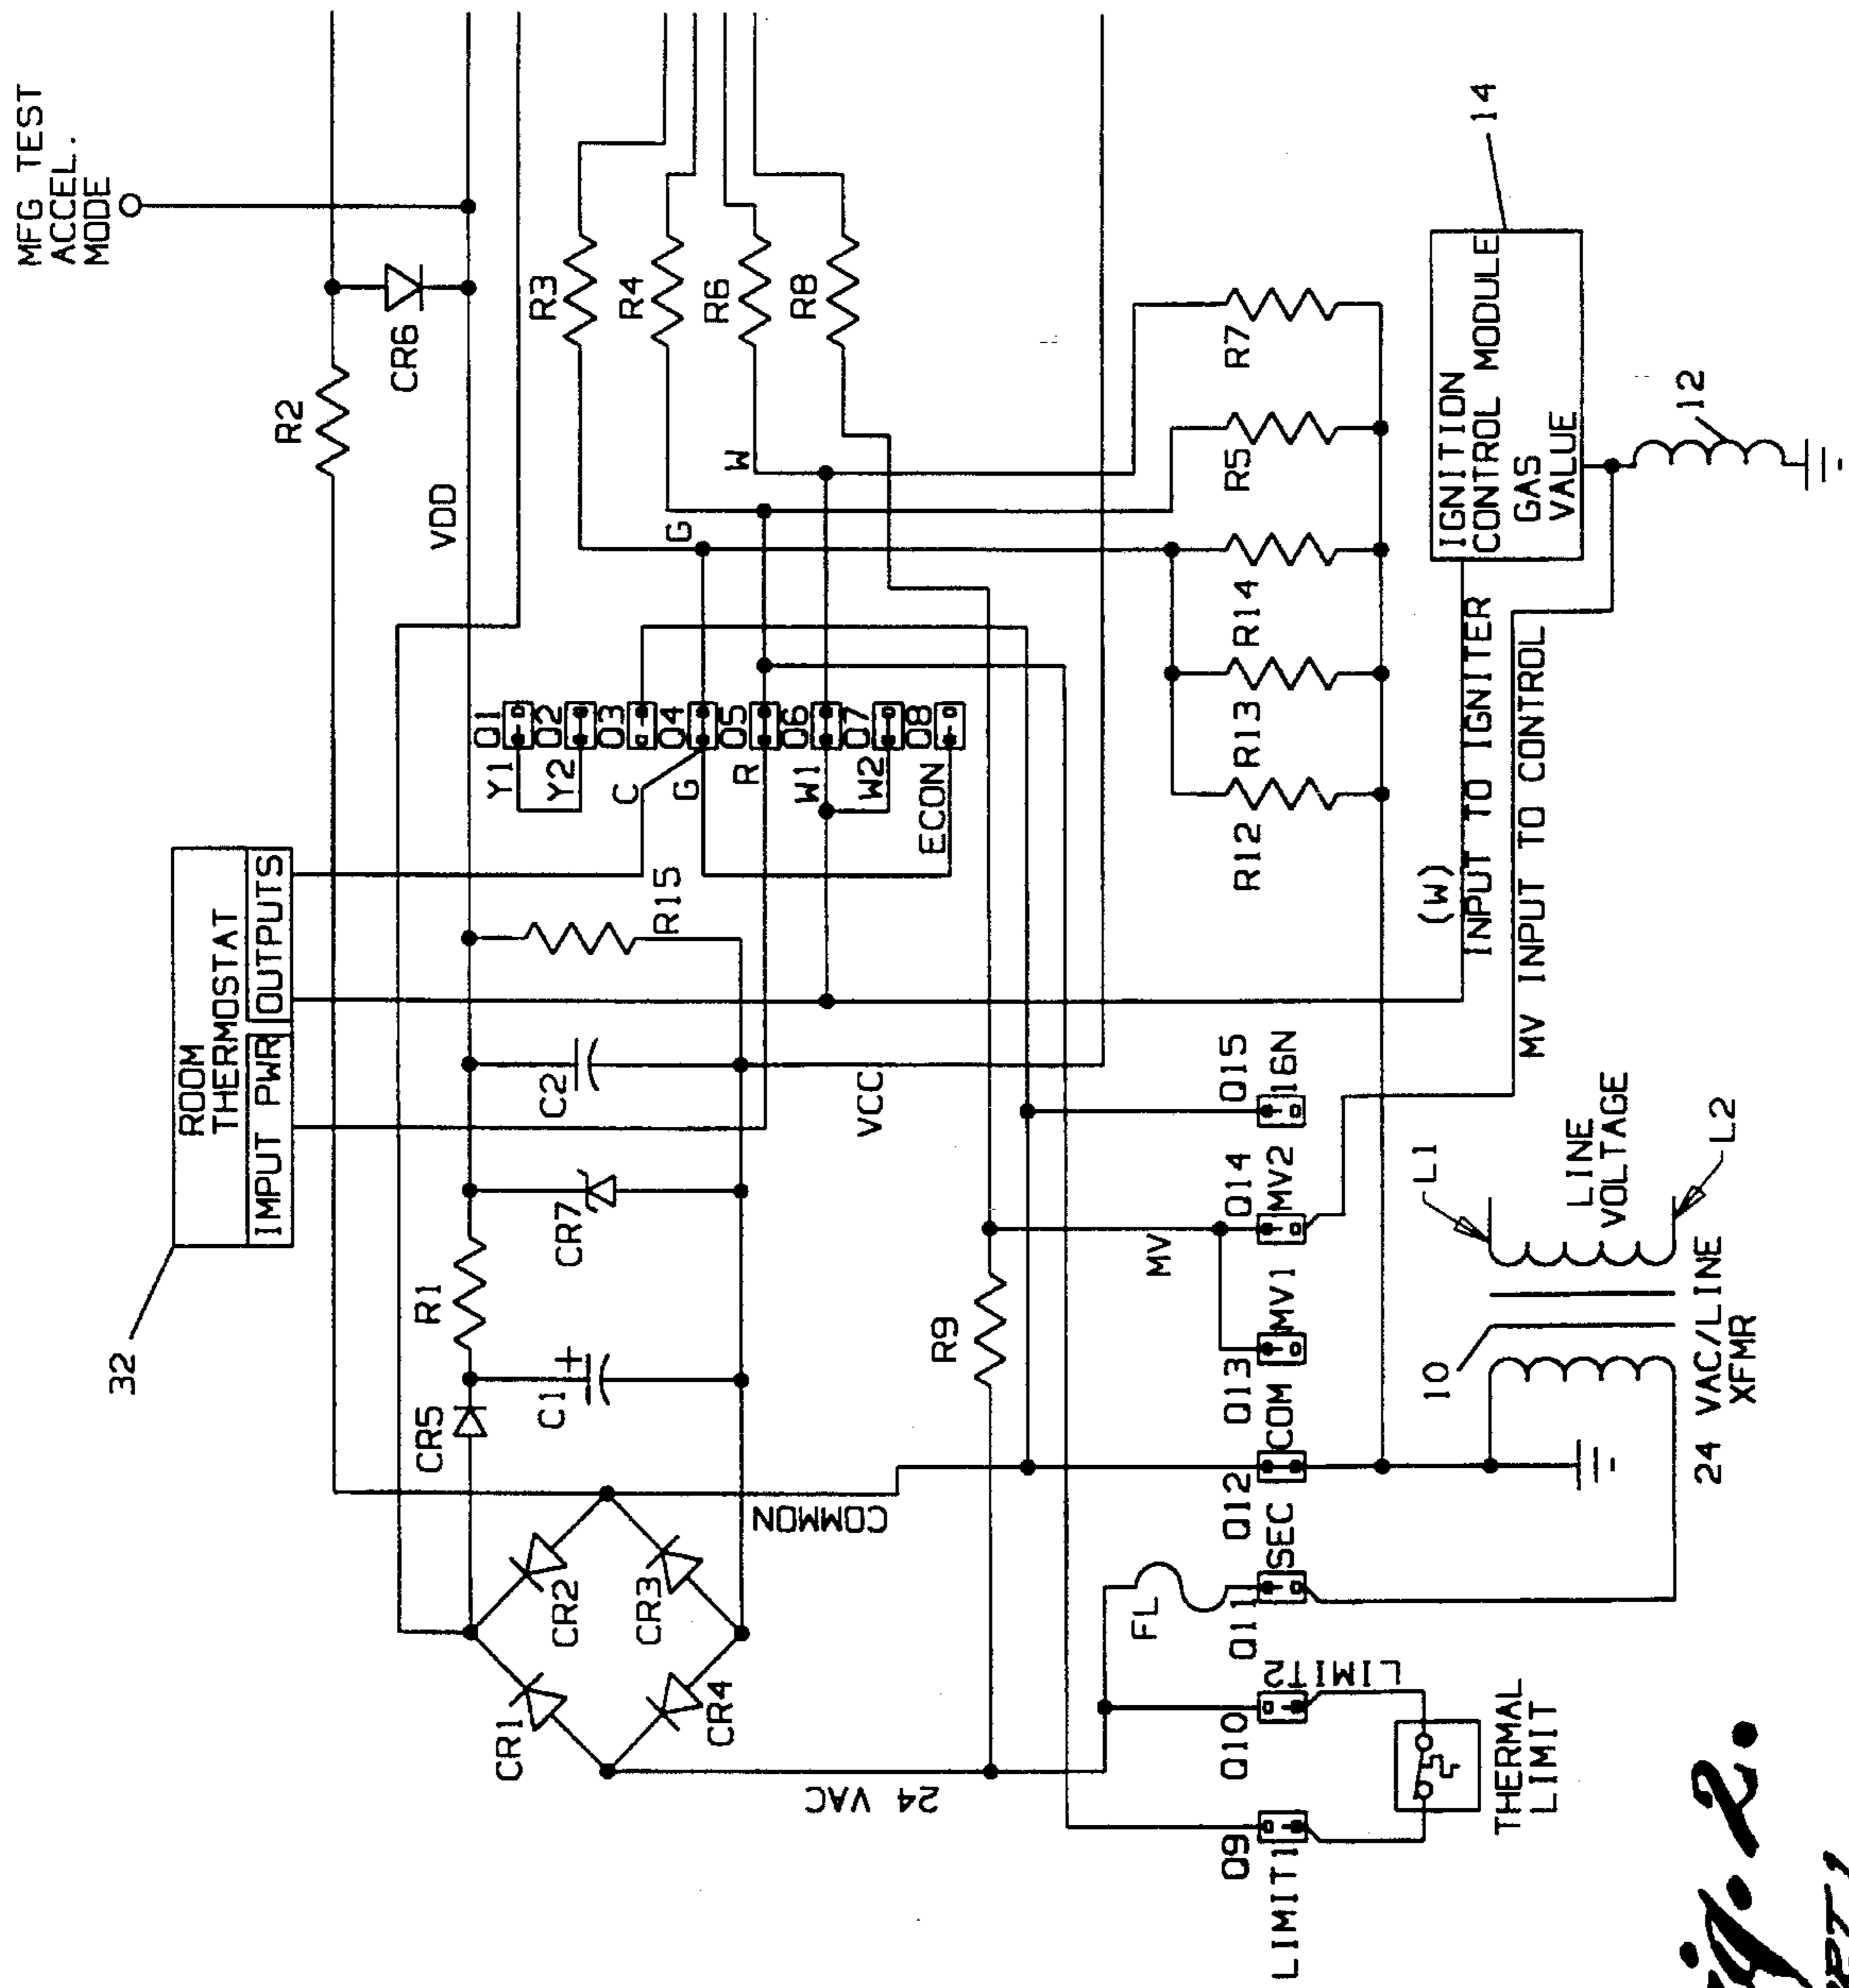 MFG TEST
ACCEL.
MODE
32
ROOM
THERMOSTAT
IMPUT PWR
OUTPUTS
R2
CR6
VDD
R3
R4
R6
R8
CR5
R1
C1
+
CR7
C2
R15
VCC
CR1
CR2
CR3
CR4
COMMON
24 VAC
Y1
Y2
C
G
R
W1
W2
ECON
Q1
Q2
Q3
Q4
Q5
Q6
Q7
Q8
G
W
R9
MV
R12
R13
R14
R5
R7
FL
Q9
LIMIT1
Q10
LIMIT2
Q11
SEC
Q12
COM
Q13
MV1
Q14
MV2
Q15
16N
THERMAL
LIMIT
10
24 VAC/LINE
XFMR
L1
LINE
VOLTAGE
L2
(W)
INPUT TO IGNITER
MV INPUT TO CONTROL
IGNITION
CONTROL MODULE
GAS
VALUE
14
12
2.